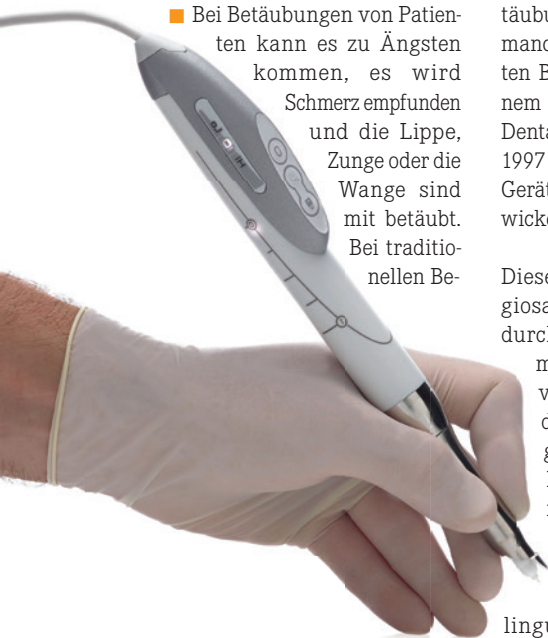 Bei Betäubungen von Patien-
ten kann es zu Ängsten
kommen, es wird
Schmerz empfunden
und die Lippe,
Zunge oder die
Wange sind
mit betäubt.
Bei traditio-
nellen Be-
ten B
nem
Denta
1997
Gerät
wicke
Diese
giosa
durch
lingu
Hi
Lo